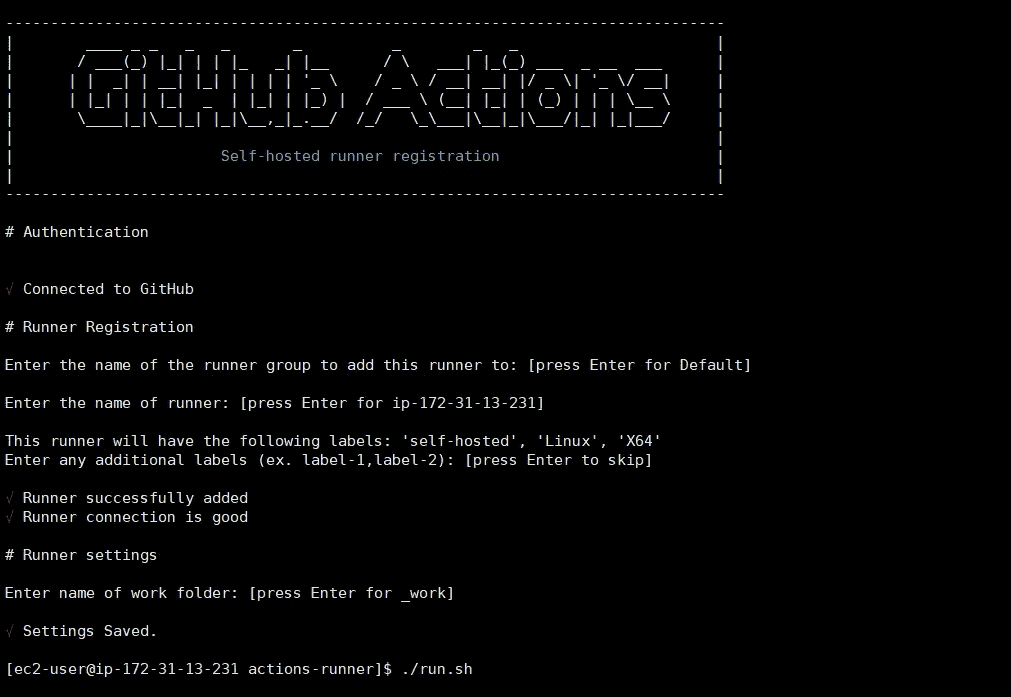 GitHub Actions
Self-hosted runner registration
# Authentication
√ Connected to GitHub
# Runner Registration
Enter the name of the runner group to add this runner to: [press Enter for Default]
Enter the name of runner: [press Enter for ip-172-31-13-231]
This runner will have the following labels: 'self-hosted', 'Linux', 'X64'
Enter any additional labels (ex. label-1,label-2): [press Enter to skip]
√ Runner successfully added
√ Runner connection is good
# Runner settings
Enter name of work folder: [press Enter for _work]
√ Settings Saved.
[ec2-user@ip-172-31-13-231 actions-runner]$ ./run.sh